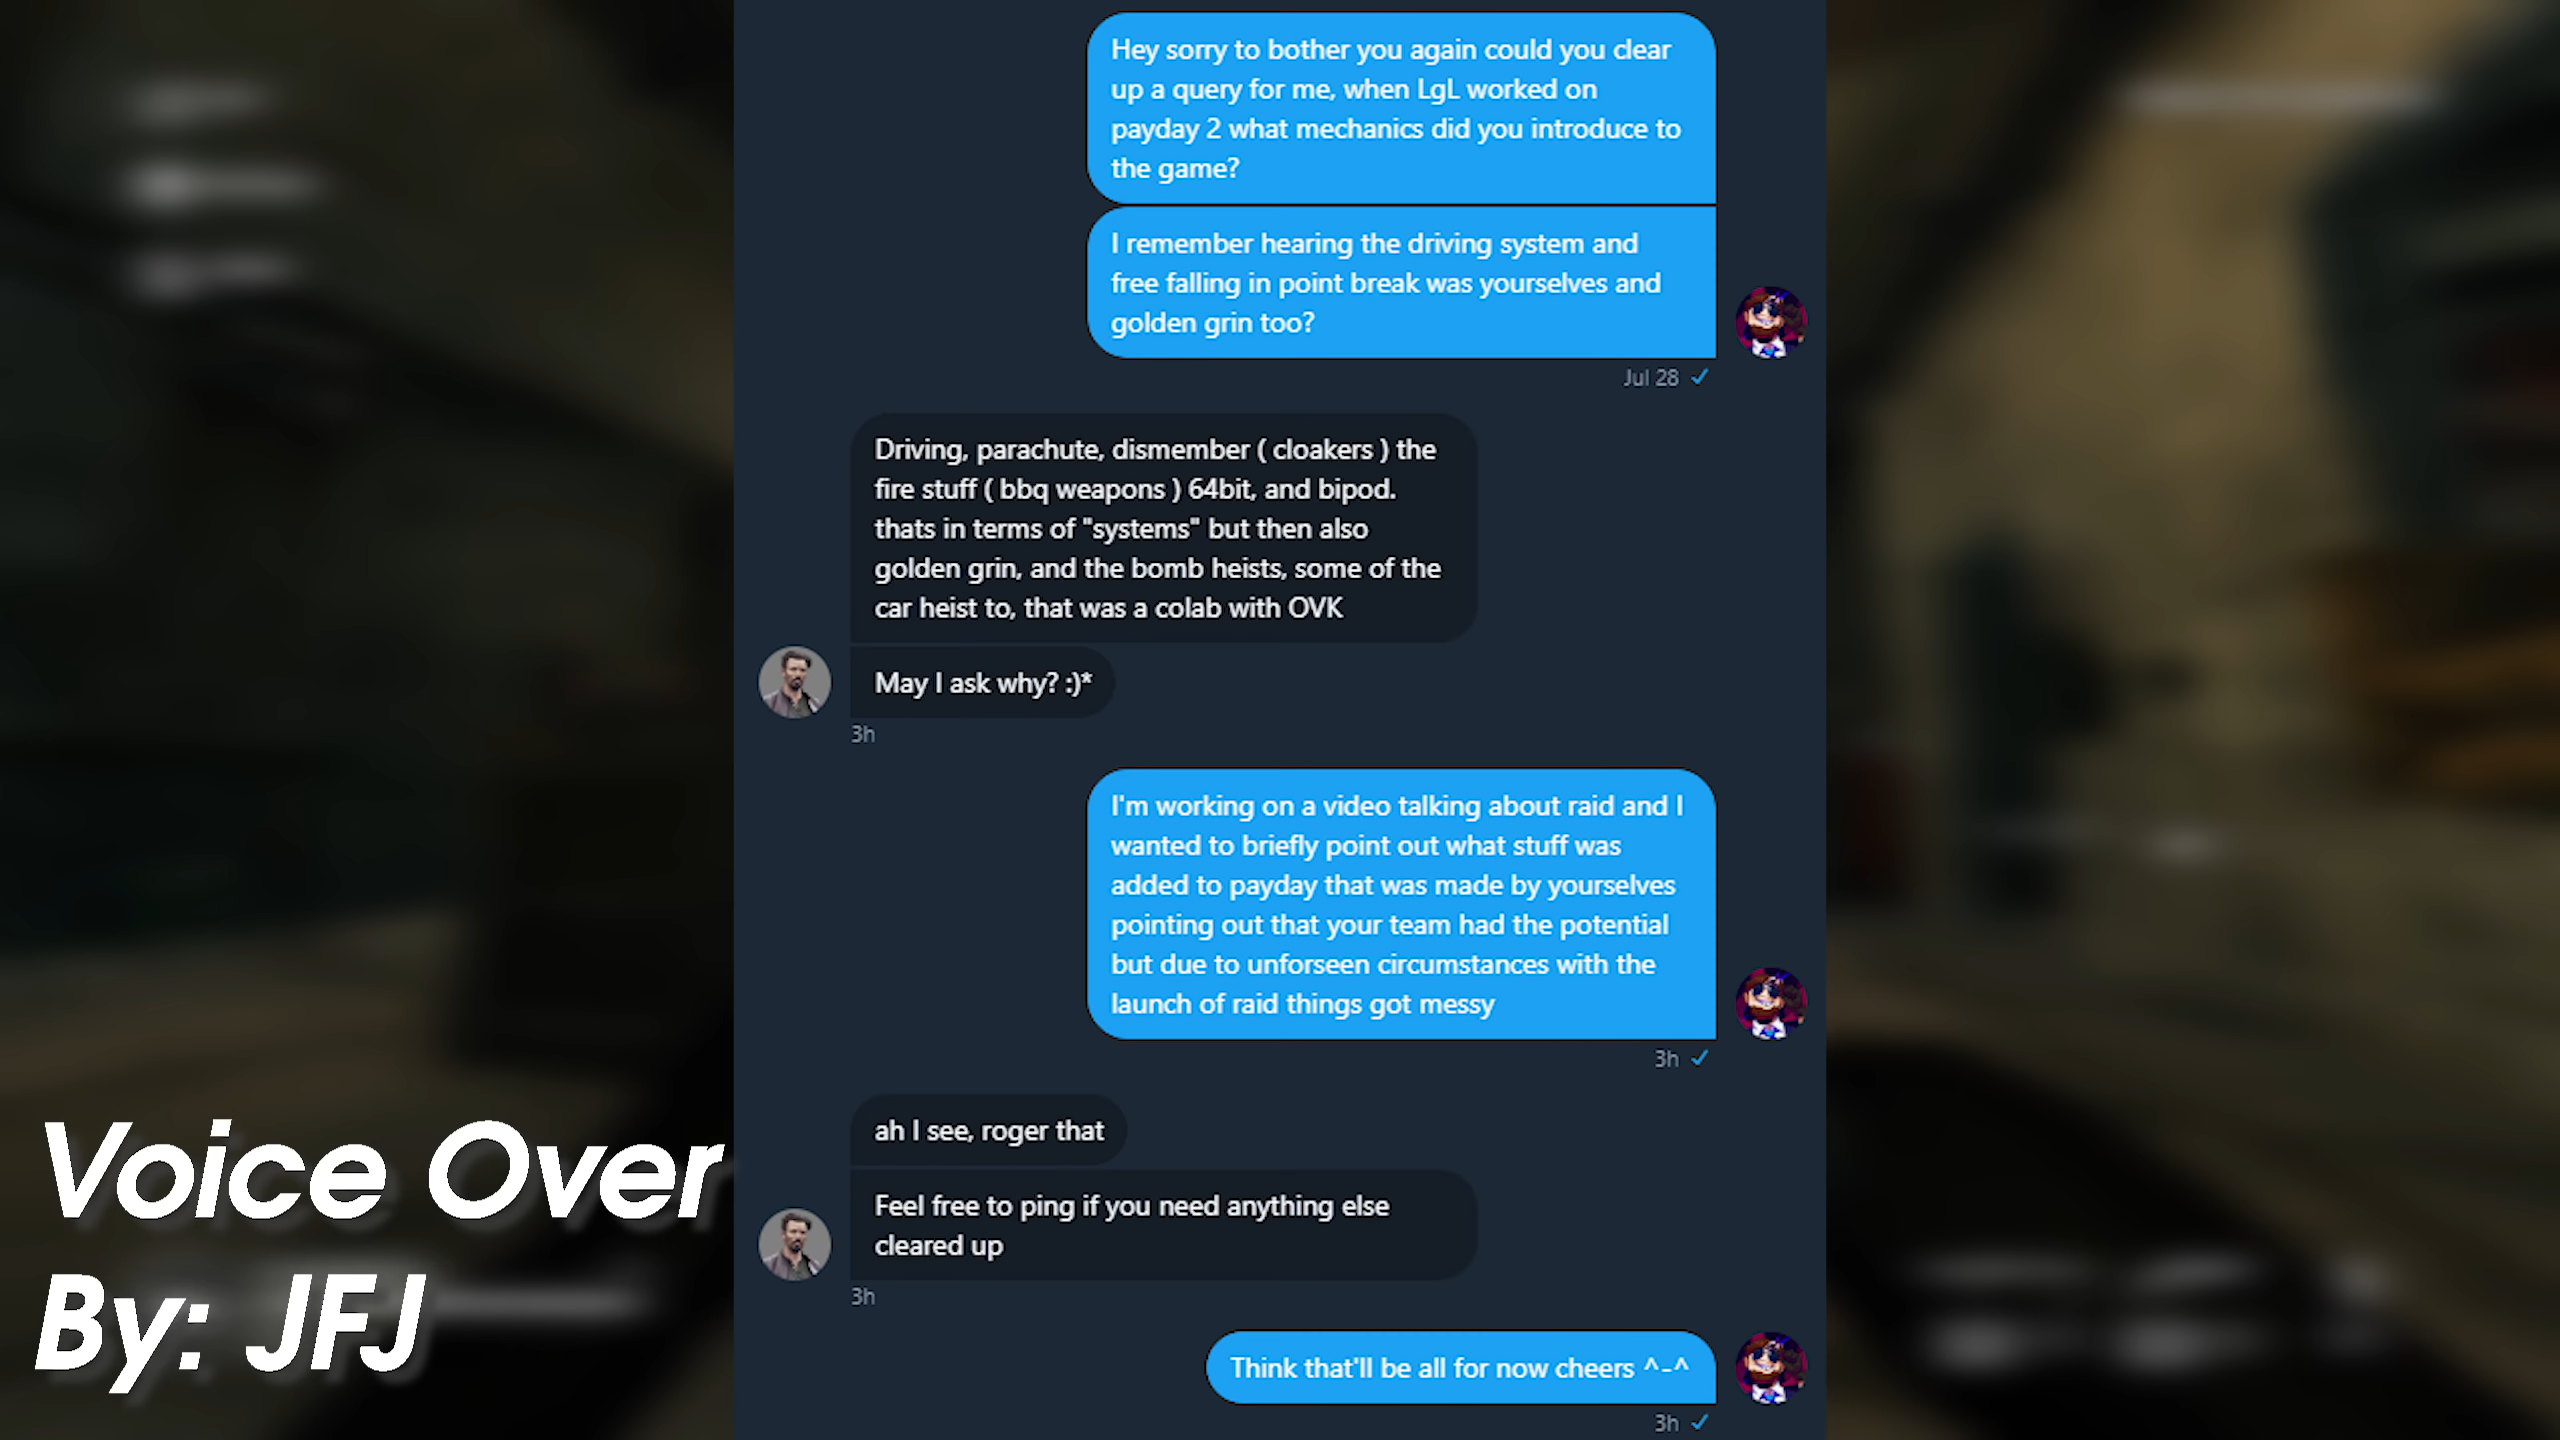 Hey sorry to bother you again could you clear
up a query for me, when LgL worked on
payday 2 what mechanics did you introduce to
the game?
I remember hearing the driving system and
free falling in point break was yourselves and
golden grin too?
Jul 28 ✓
Driving, parachute, dismember ( cloakers ) the
fire stuff ( bbq weapons ) 64bit, and bipod.
thats in terms of "systems" but then also
golden grin, and the bomb heists, some of the
car heist to, that was a colab with OVK
May I ask why? :)*
3h
I'm working on a video talking about raid and I
wanted to briefly point out what stuff was
added to payday that was made by yourselves
pointing out that your team had the potential
but due to unforseen circumstances with the
launch of raid things got messy
3h ✓
ah I see, roger that
Feel free to ping if you need anything else
cleared up
3h
Think that'll be all for now cheers ^-^
3h ✓
Voice Over
By: JFJ